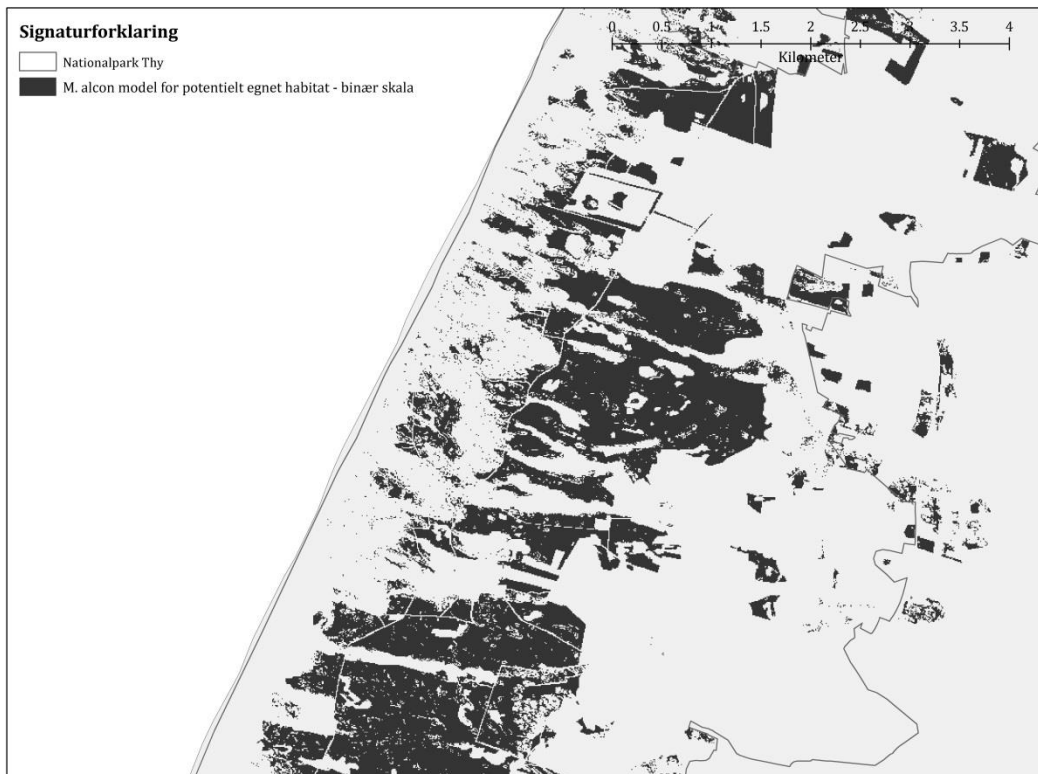 Signaturforklaring
Nationalpark Thy
M. alcon model for potentielt egnet habitat - binær skala
0 0.5 1 1.5 2 2.5 3 3.5 4
Kilometer